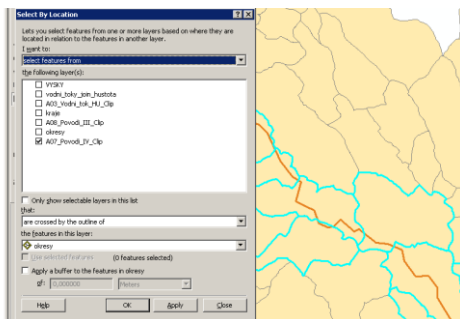 Select By Location
Lets you select features from one or more layers based on where they are
located in relation to the features in another layer.
I want to:
select features from
the following layer(s):
VYSKY
vodni_toky_join_hustota
A03_Vodni_tok_HU_Clip
kraje
A08_Povodi_III_Clip
okresy
A07_Povodi_IV_Clip
Only show selectable layers in this list
that:
are crossed by the outline of
the features in this layer:
okresy
Use selected features (0 features selected)
Apply a buffer to the features in okresy
of: 0,000000 Meters
Help OK Apply Close